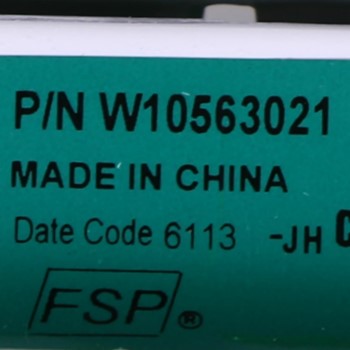 P/N W10563021
MADE IN CHINA
Date Code 6113 -JH
FSP®